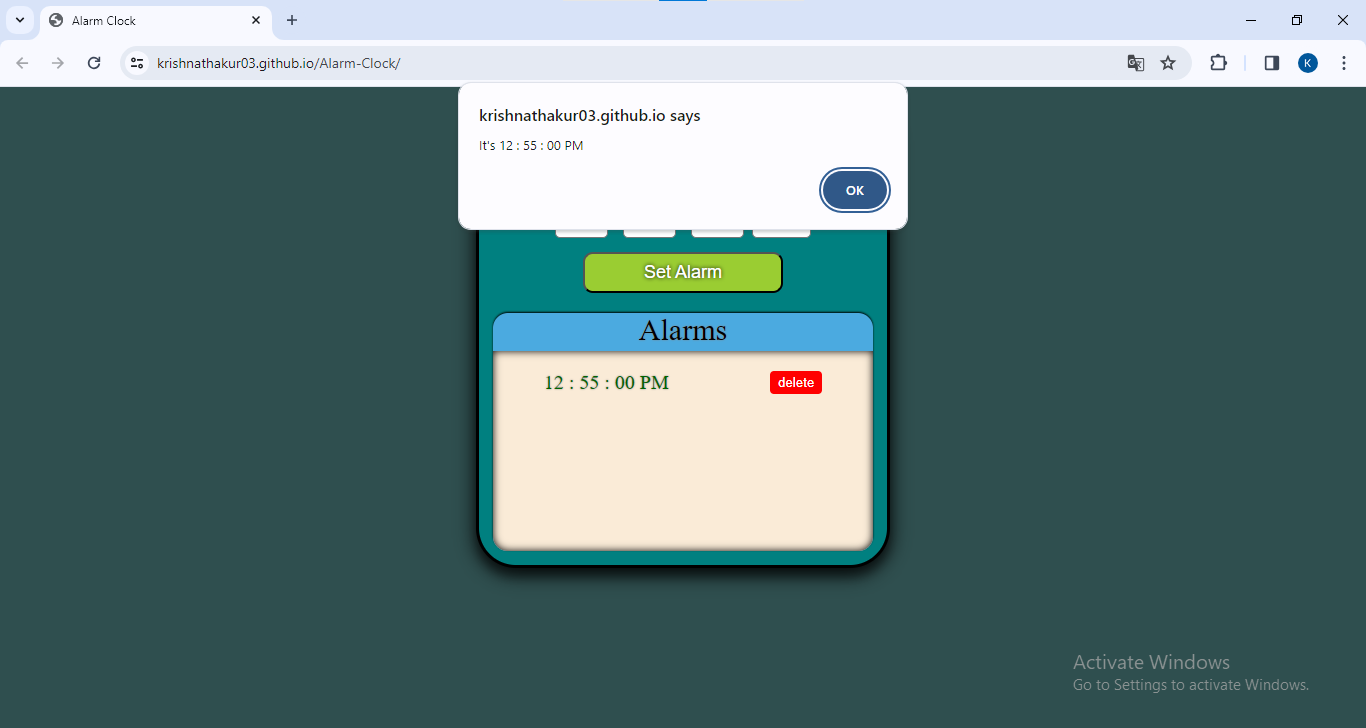 Alarm Clock
krishnathakur03.github.io/Alarm-Clock/
K
krishnathakur03.github.io says
It's 12 : 55 : 00 PM
OK
Set Alarm
Alarms
12 : 55 : 00 PM delete
Activate Windows
Go to Settings to activate Windows.